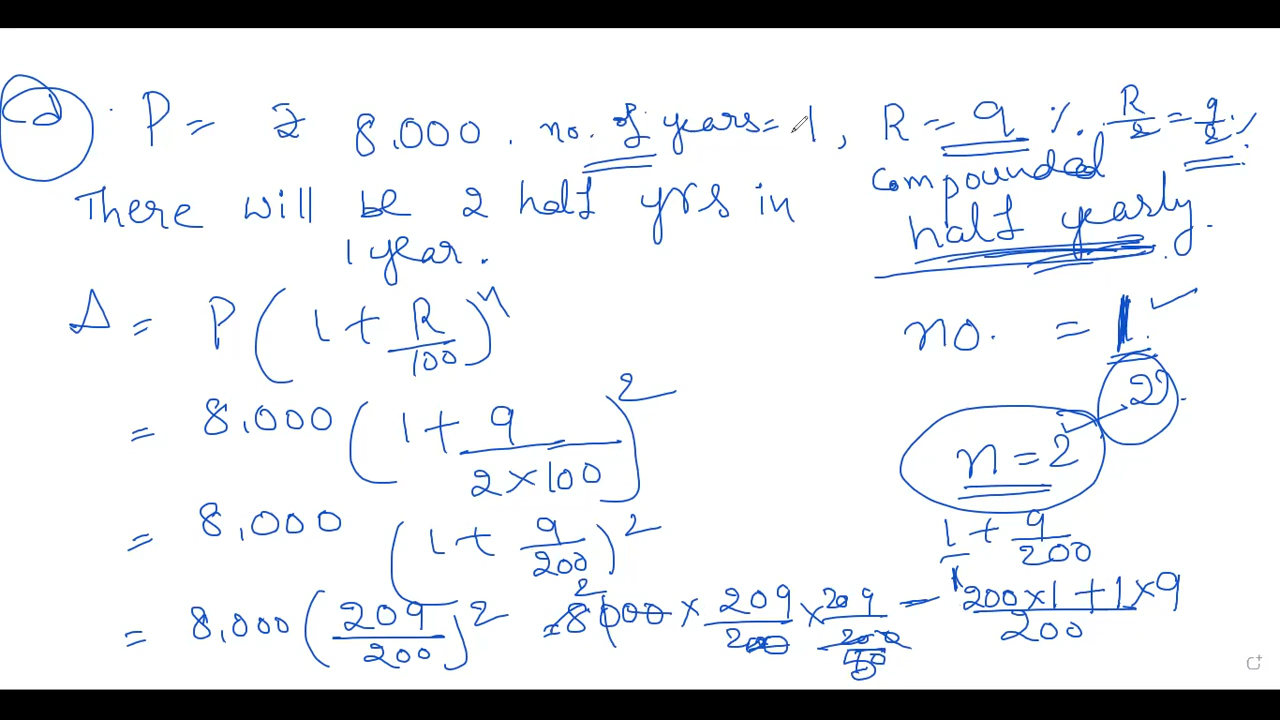 d. P = ₹ 8,000. no. of years = 1, R = 9 %. R/2 = 9/2 %.
compounded
There will be 2 half yrs in half yearly.
1 year.
A = P ( 1 + R/100 )^n no. = 1.
= 8,000 ( 1 + 9/(2×100) )^2 2
n = 2
= 8,000 ( 1 + 9/200 )^2 1 + 9/200
= 8,000 ( 209/200 )^2 = 8000 × 209/200 × 209/200 (200×1 + 1×9)/200